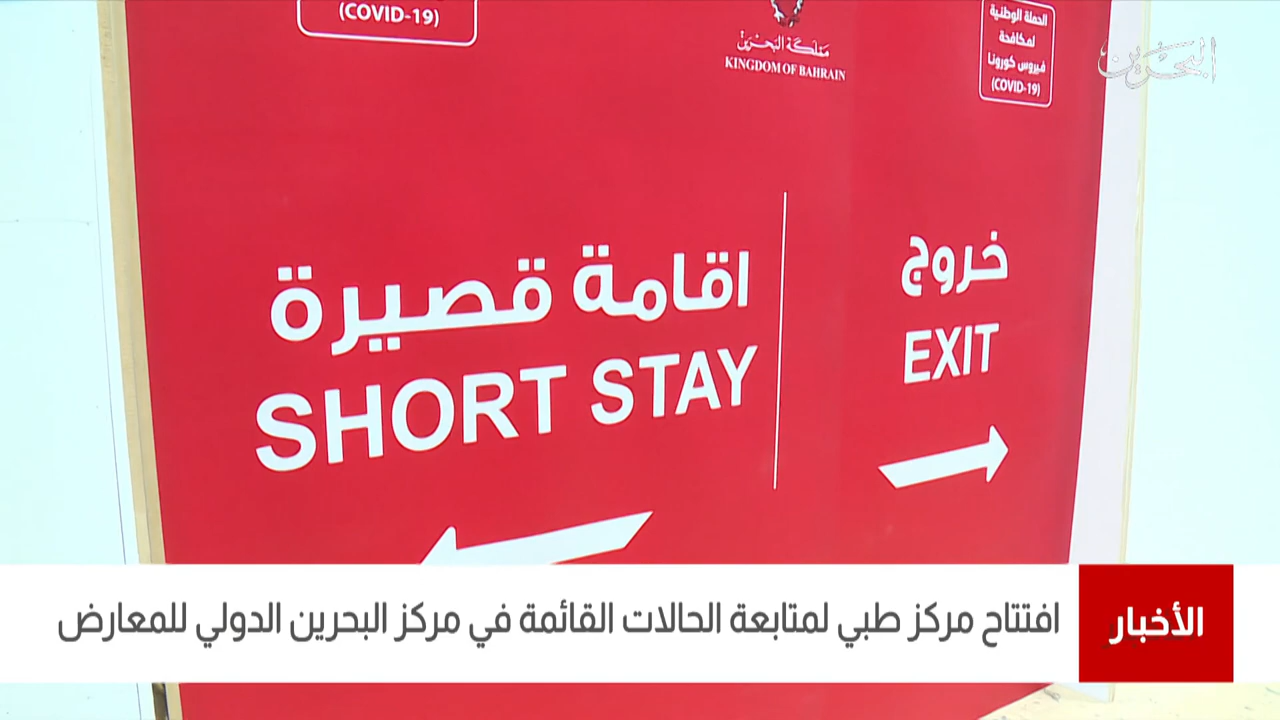 (COVID-19)
مملكة البحرين
KINGDOM OF BAHRAIN
الحملة الوطنية
لمكافحة
فيروس كورونا
(COVID-19)
البحرين
خروج
EXIT
اقامة قصيرة
SHORT STAY
الأخبار
افتتاح مركز طبي لمتابعة الحالات القائمة في مركز البحرين الدولي للمعارض